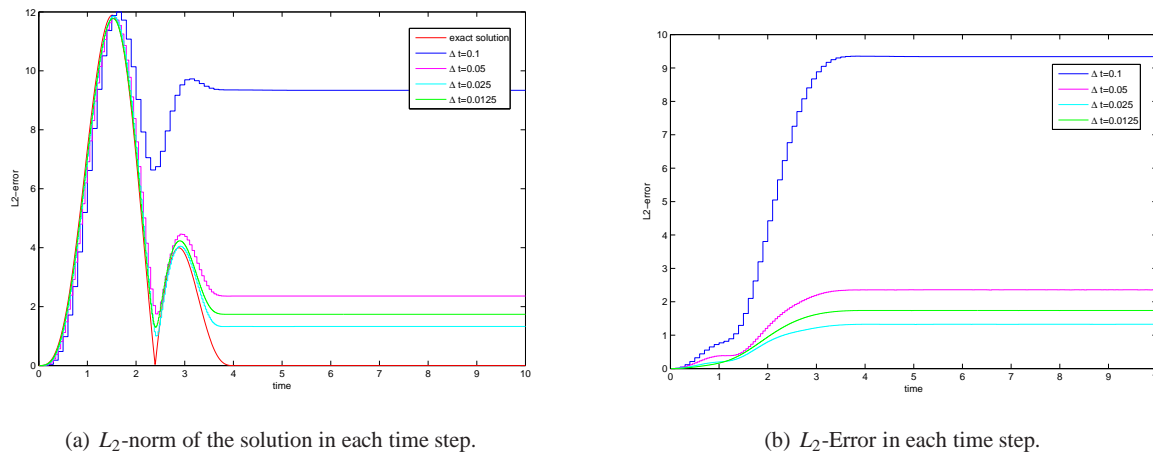 12
10
8
6
4
2
0
L2−error
exact solution
Δ t=0.1
Δ t=0.05
Δ t=0.025
Δ t=0.0125
0 1 2 3 4 5 6 7 8 9 10
time
(a) L2-norm of the solution in each time step.
10
9
8
7
6
5
4
3
2
1
0
L2−error
Δ t=0.1
Δ t=0.05
Δ t=0.025
Δ t=0.0125
0 1 2 3 4 5 6 7 8 9
time
(b) L2-Error in each time step.